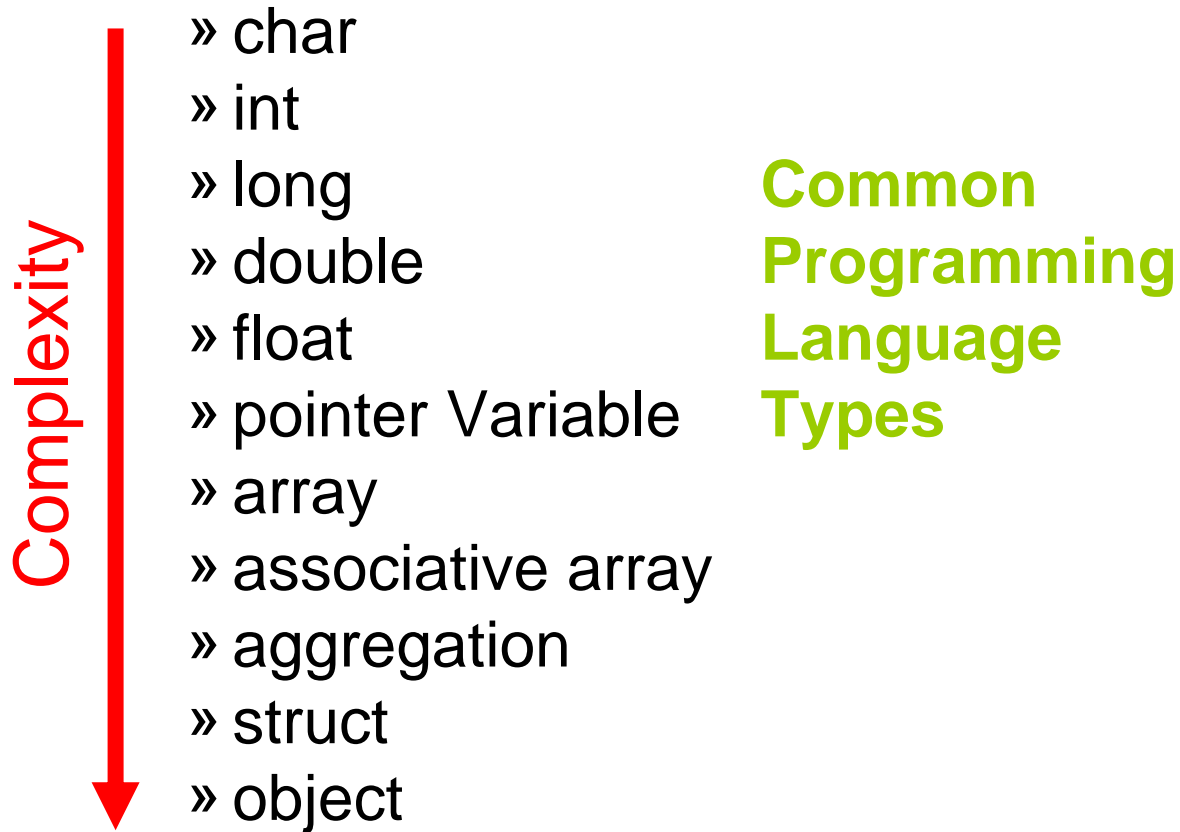 Complexity
» char
» int
» long
» double
» float
» pointer Variable
» array
» associative array
» aggregation
» struct
» object
Common
Programming
Language
Types